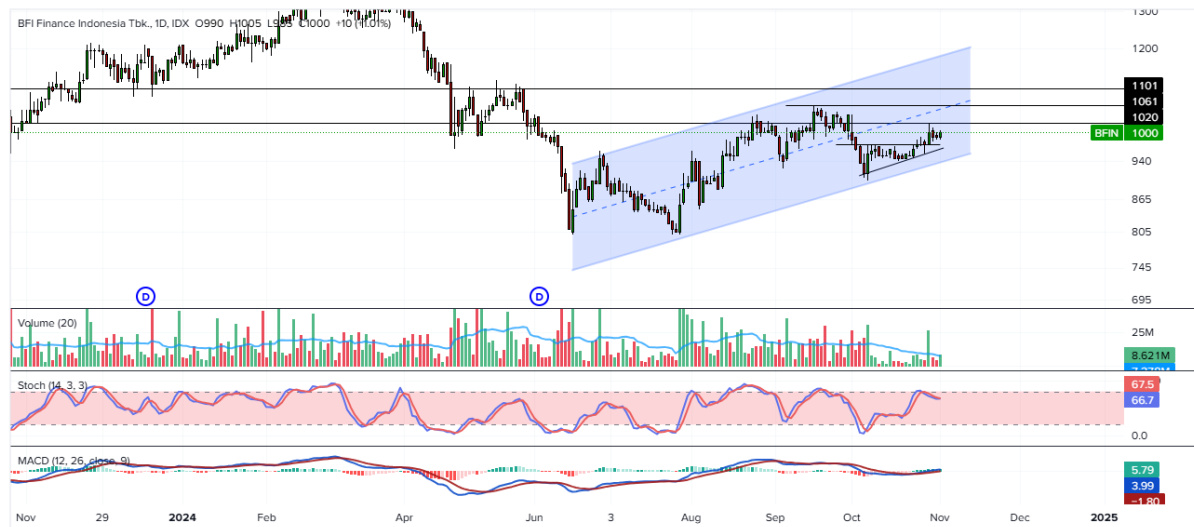 1300
BFI Finance Indonesia Tbk., 1D, IDX O990 H1005 C1000 +10
1200
1101
1061
1020
BFIN 1000
940
865
805
745
D D
695
Volume (20)
25M
8.621M
Stoch (14, 3, 3)
67.5
66.7
0.0
MACD (12, 26, close, 9)
5.79
3.99
−1.80
Nov 29 2024 Feb Apr Jun 3 Aug Sep Oct Nov Dec 2025